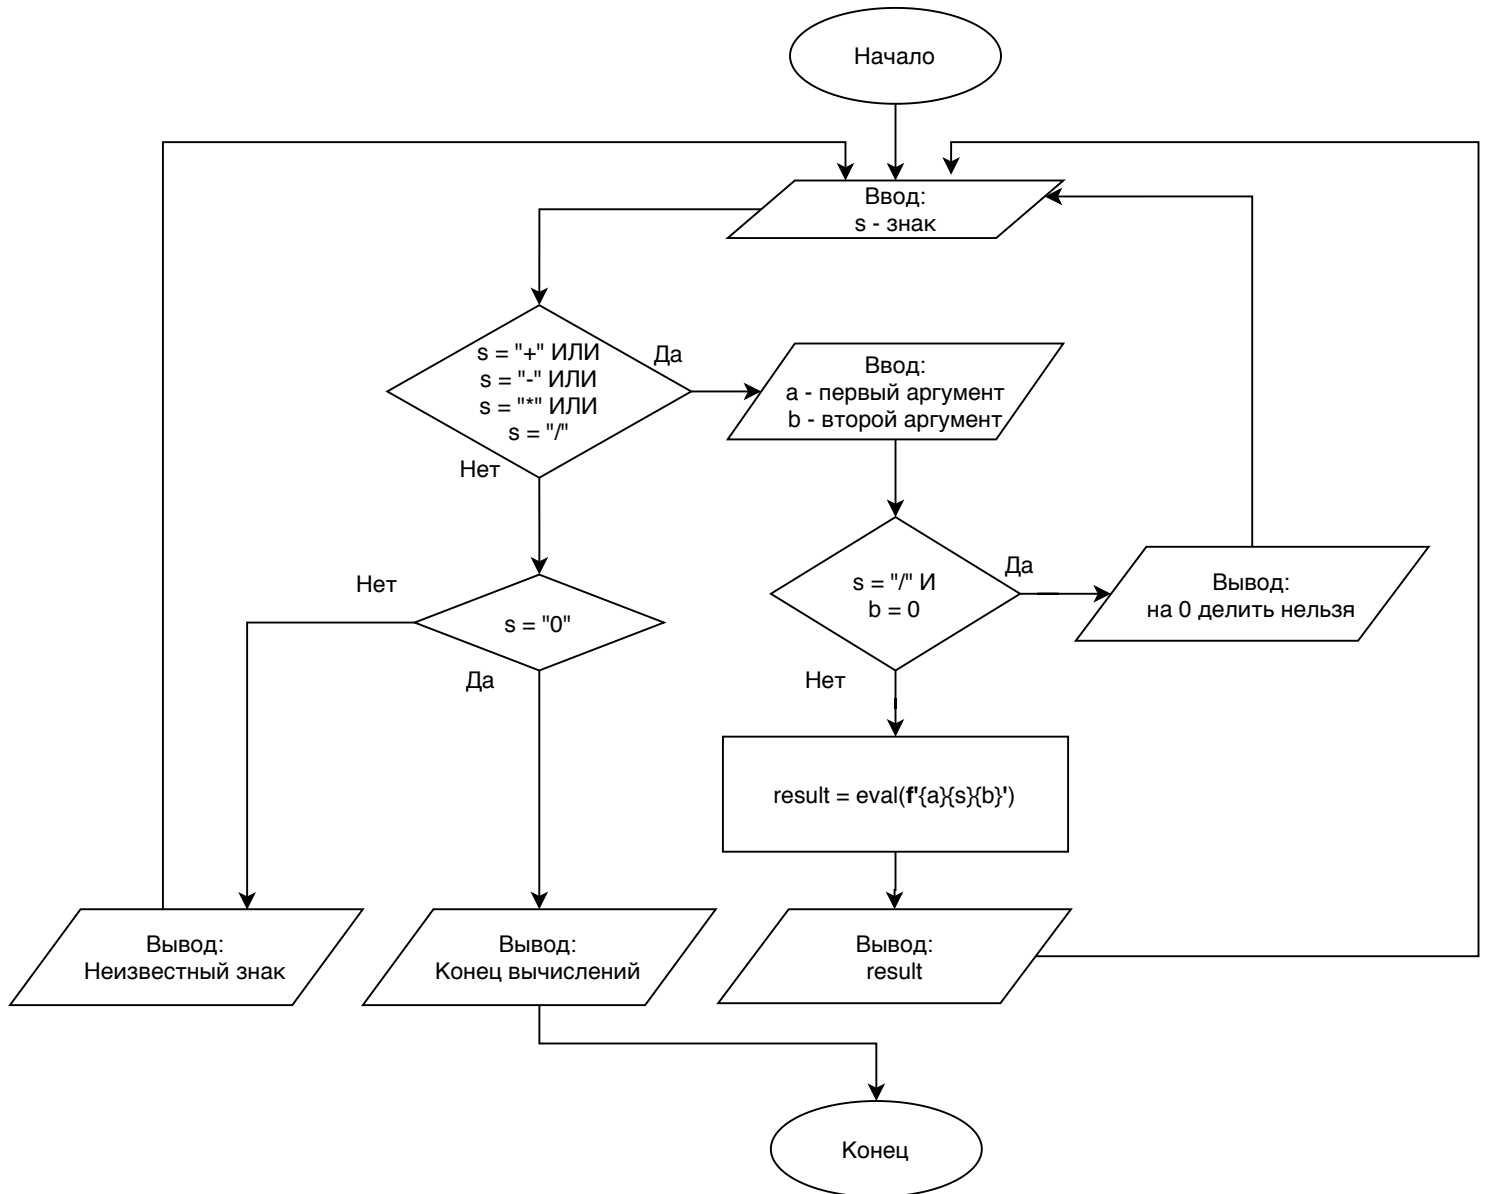 Начало
Ввод:
s - знак
s = "+" ИЛИ
s = "-" ИЛИ
s = "*" ИЛИ
s = "/"
Да
Нет
Ввод:
a - первый аргумент
b - второй аргумент
s = "/" И
b = 0
Да
Нет
Вывод:
на 0 делить нельзя
Нет
s = "0"
Да
result = eval(f'{a}{s}{b}')
Вывод:
Неизвестный знак
Вывод:
Конец вычислений
Вывод:
result
Конец